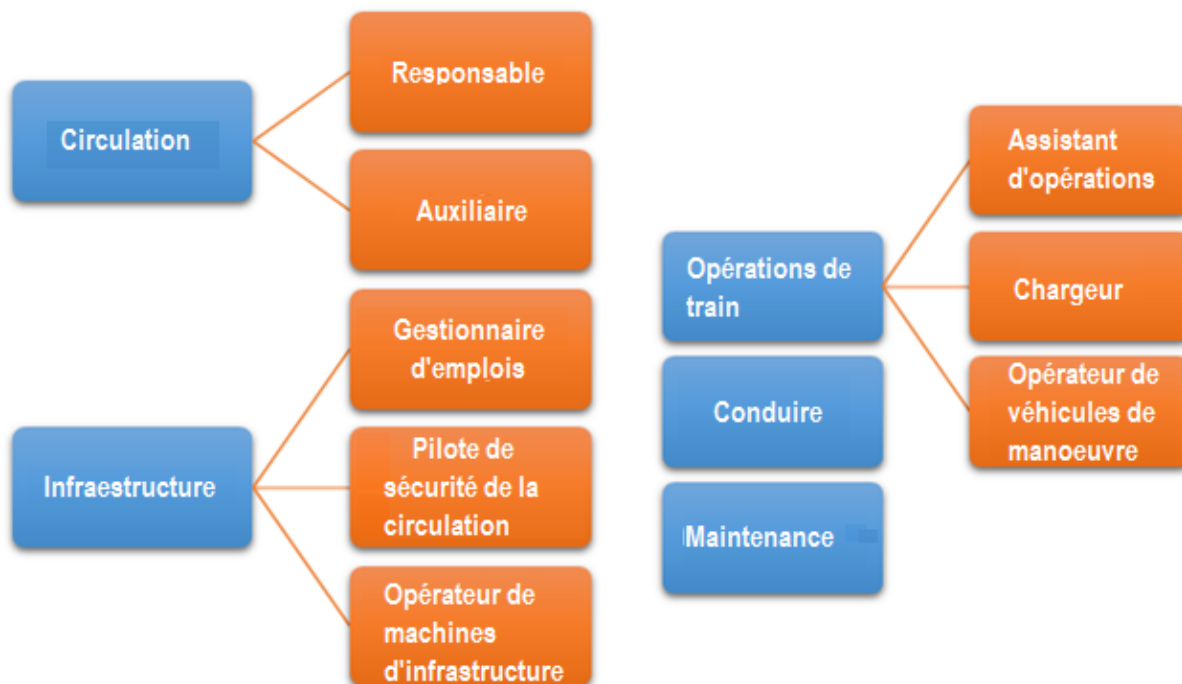 Circulation
Responsable
Auxiliaire
Infraestructure
Gestionnaire
d'emplois
Pilote de
sécurité de la
circulation
Opérateur de
machines
d'infrastructure
Opérations de
train
Assistant
d'opérations
Chargeur
Opérateur de
véhicules de
manoeuvre
Conduire
Maintenance